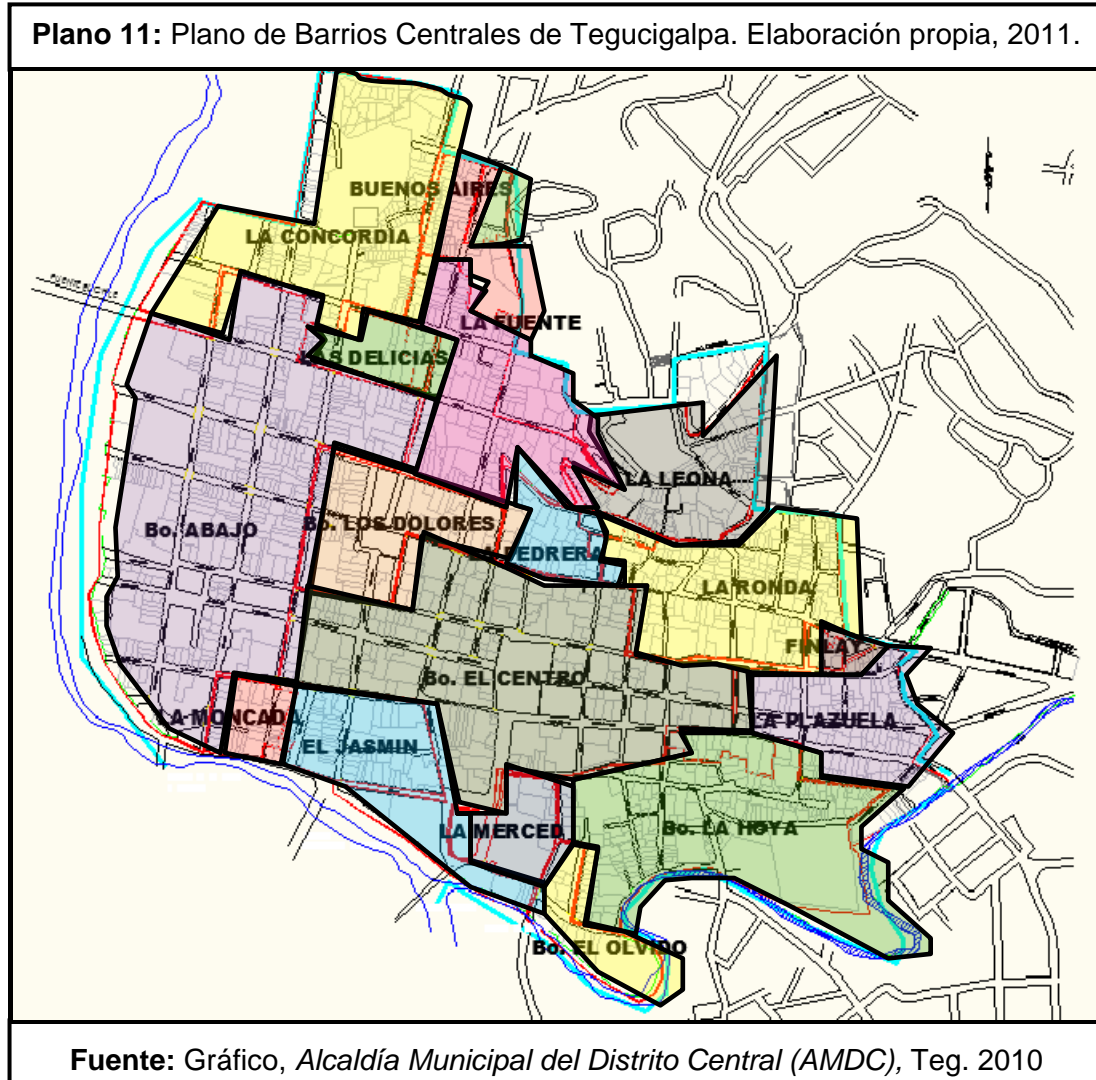 Plano 11: Plano de Barrios Centrales de Tegucigalpa. Elaboración propia, 2011.
BUENOS AIRES
LA CONCORDIA
LA FUENTE
LAS DELICIAS
LA LEONA
Bo. LOS DOLORES
Bo. ABAJO
LA PEDRERA
LA RONDA
FINLAY
Bo. EL CENTRO
LA MONCADA
LA PLAZUELA
EL JASMIN
LA MERCED
Bo. LA HOYA
Bo. EL OLVIDO
Fuente: Gráfico, Alcaldía Municipal del Distrito Central (AMDC), Teg. 2010